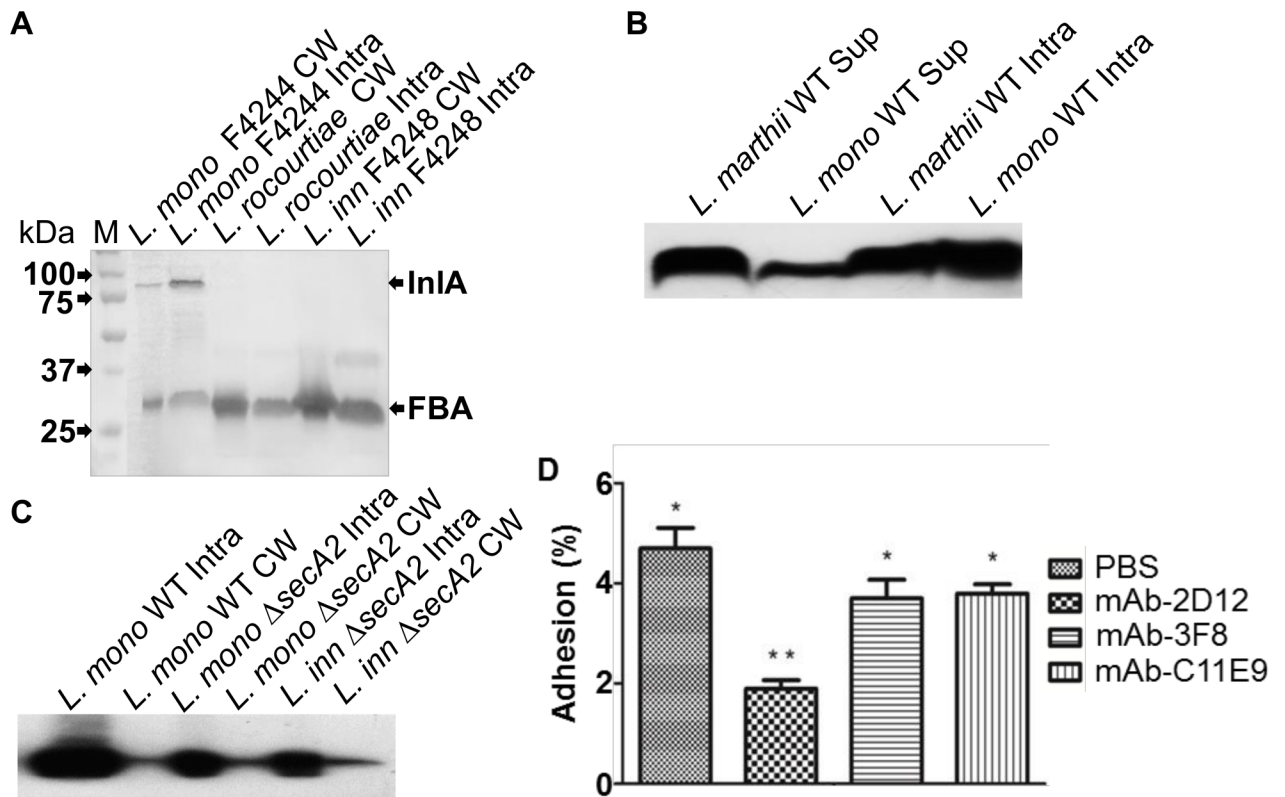 A
L. mono F4244 CW
L. mono F4244 Intra
L. rocourtiae CW
L. rocourtiae Intra
L. inn F4248 CW
L. inn F4248 Intra
kDa M
100
75
37
25
InlA
FBA
B
L. marthii WT Sup
L. mono WT Sup
L. marthii WT Intra
L. mono WT Intra
C
L. mono WT Intra
L. mono WT CW
L. mono ΔsecA2 Intra
L. mono ΔsecA2 CW
L. inn ΔsecA2 Intra
L. inn ΔsecA2 CW
D
Adhesion (%)
6
4
2
0
*
**
*
*
PBS
mAb-2D12
mAb-3F8
mAb-C11E9